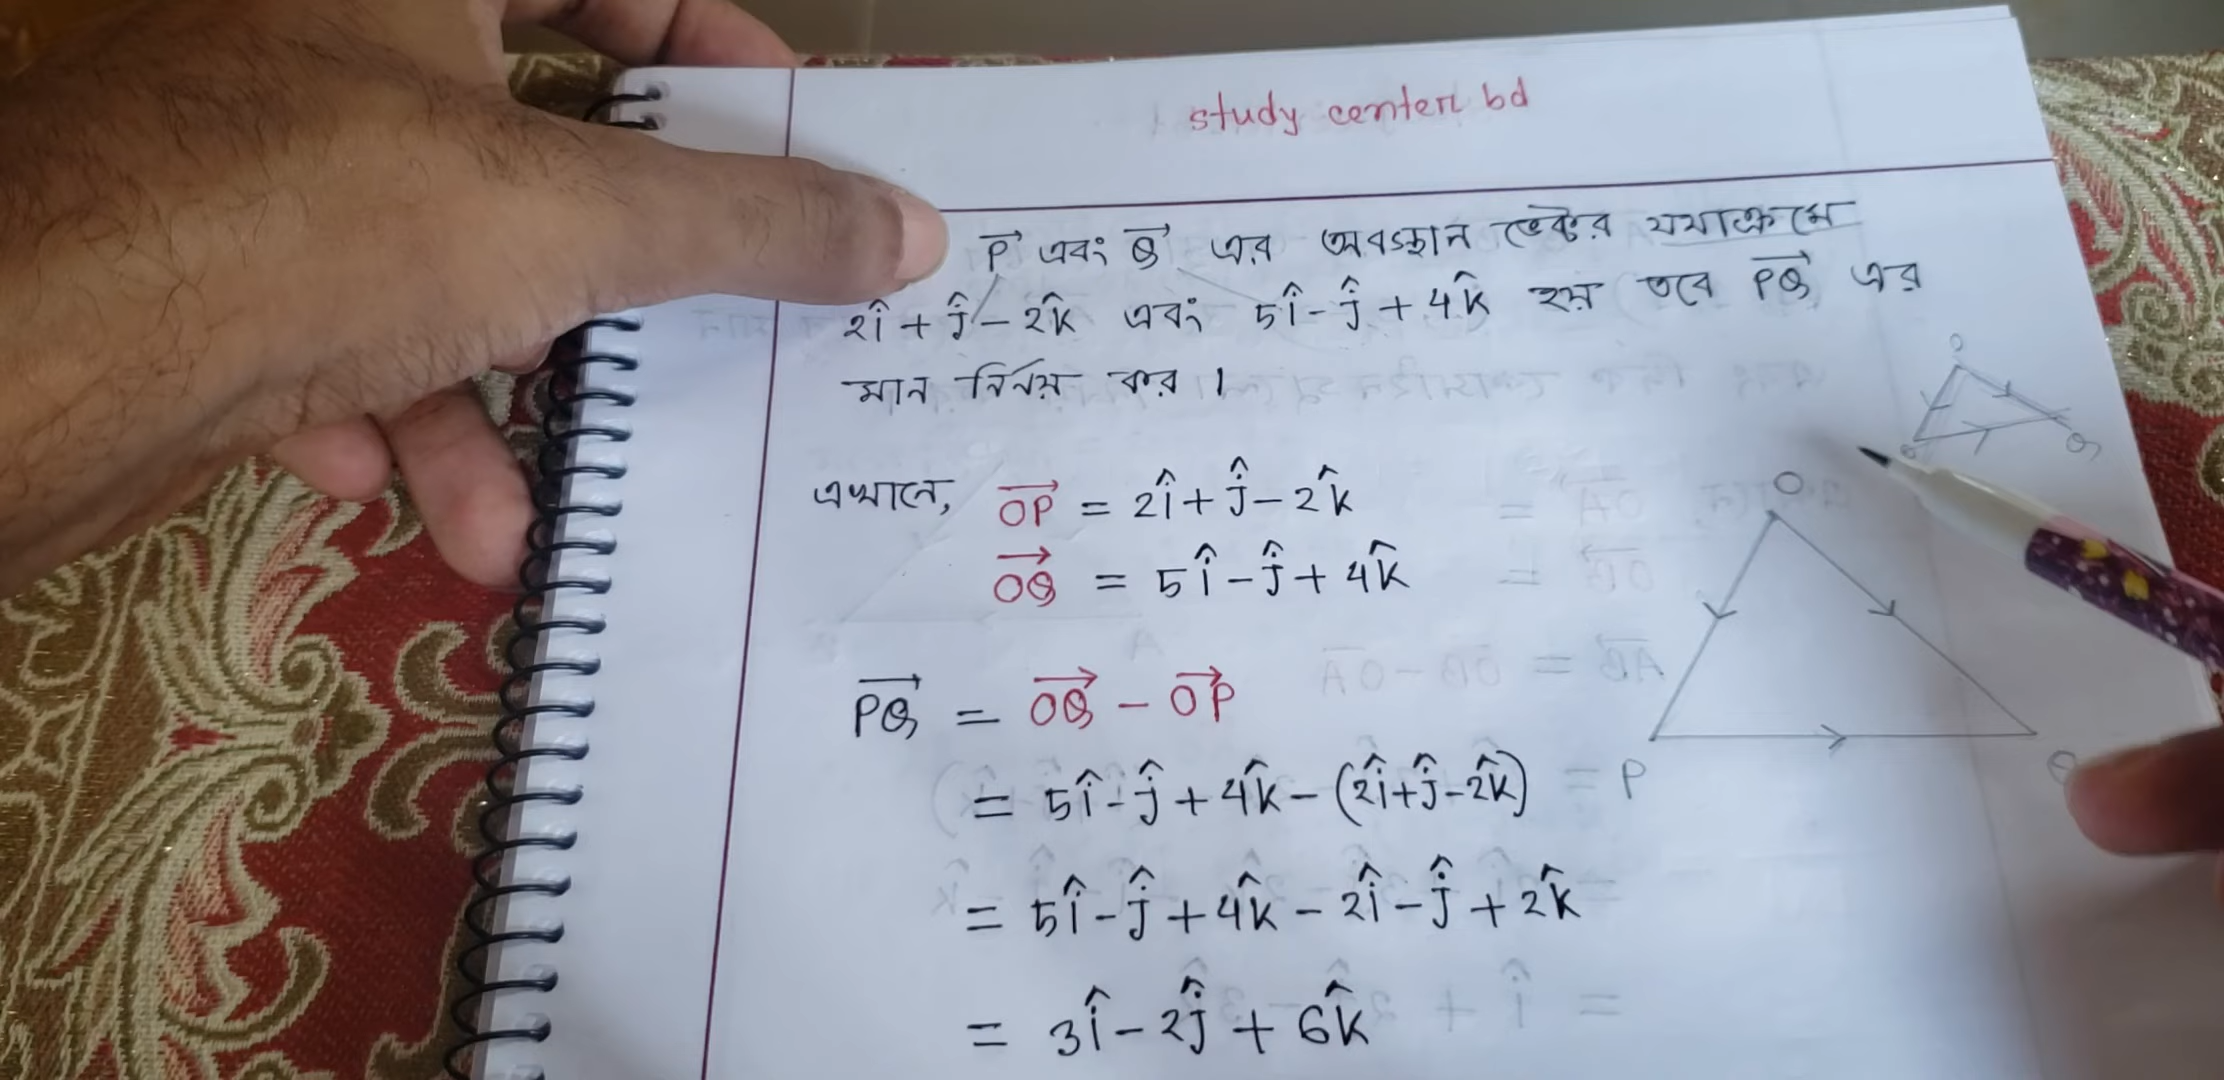 study center bd
P⃗ এবং Q⃗ এর অবস্থান ভেক্টর যথাক্রমে
2î + ĵ - 2k̂ এবং 5î - ĵ + 4k̂ হয় তবে PQ⃗ এর
মান নির্নয় কর ।
এখানে, OP⃗ = 2î + ĵ - 2k̂
OQ⃗ = 5î - ĵ + 4k̂
PQ⃗ = OQ⃗ - OP⃗
= 5î - ĵ + 4k̂ - (2î + ĵ - 2k̂)
= 5î - ĵ + 4k̂ - 2î - ĵ + 2k̂
= 3î - 2ĵ + 6k̂
O
Q
O
P
Q